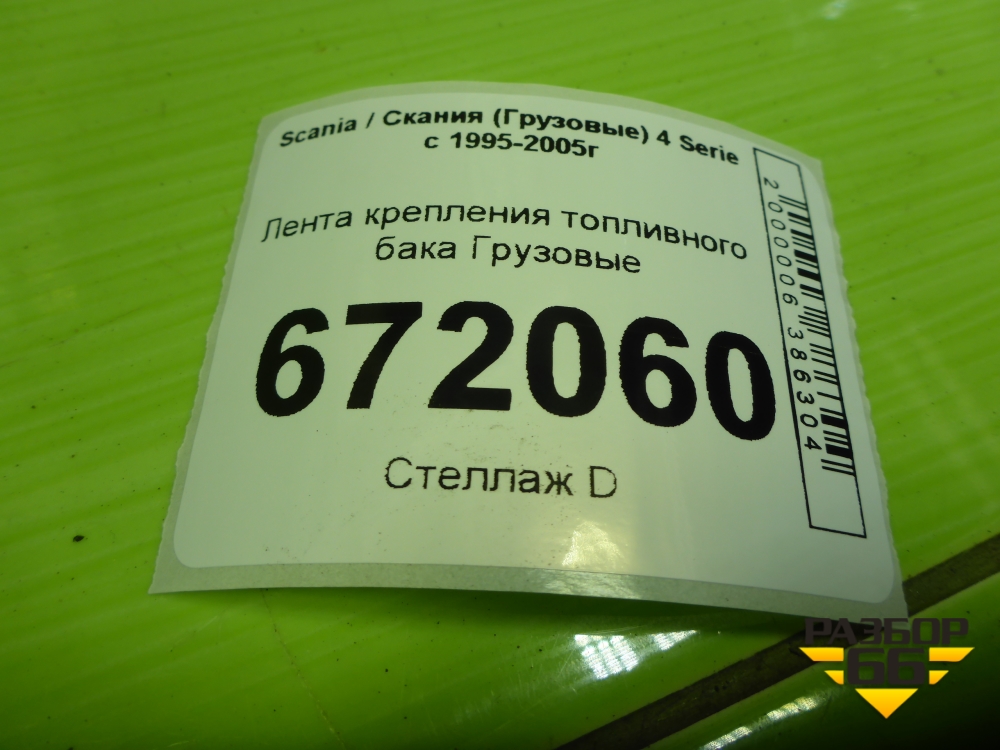 Scania / Скания (Грузовые) 4 Serie
с 1995-2005г
Лента крепления топливного
бака Грузовые
672060
Стеллаж D
2000006386304
РАЗБОР
66